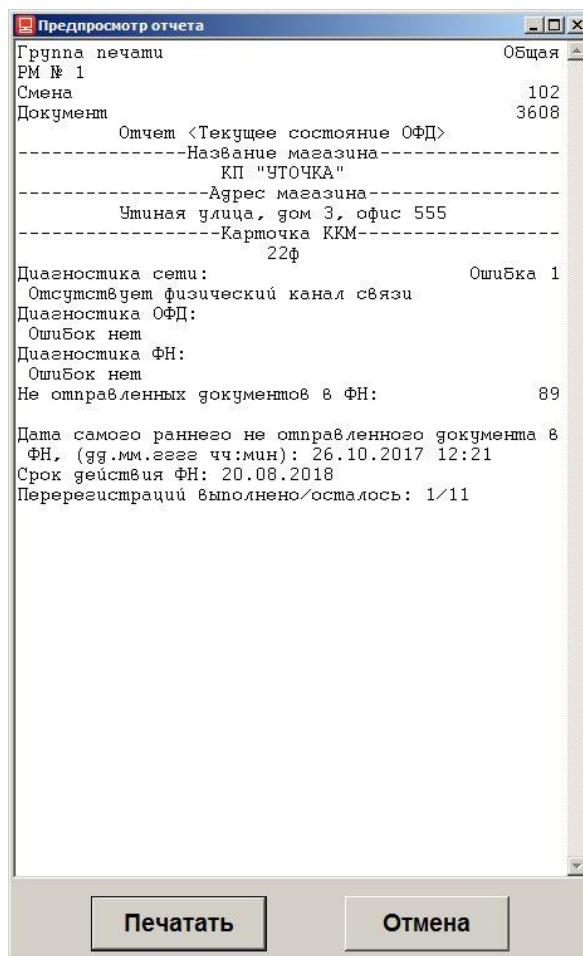 Предпросмотр отчета
Группа печати Общая
РМ № 1
Смена 102
Документ 3608
Отчет <Текущее состояние ОФД>
---------------Название магазина----------------
КП "УТОЧКА"
-----------------Адрес магазина-----------------
Утиная улица, дом 3, офис 555
------------------Карточка ККМ------------------
22ф
Диагностика сети: Ошибка 1
Отсутствует физический канал связи
Диагностика ОФД:
Ошибок нет
Диагностика ФН:
Ошибок нет
Не отправленных документов в ФН: 89
Дата самого раннего не отправленного документа в
ФН, (дд.мм.гггг чч:мин): 26.10.2017 12:21
Срок действия ФН: 20.08.2018
Перерегистраций выполнено/осталось: 1/11
Печатать Отмена